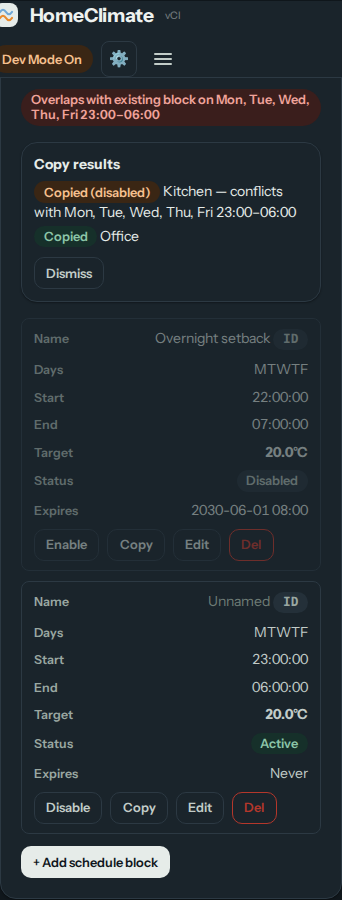 HomeClimate vCI
Dev Mode On
Overlaps with existing block on Mon, Tue, Wed,
Thu, Fri 23:00–06:00
Copy results
Copied (disabled) Kitchen — conflicts
with Mon, Tue, Wed, Thu, Fri 23:00–06:00
Copied Office
Dismiss
Name Overnight setback ID
Days MTWTF
Start 22:00:00
End 07:00:00
Target 20.0°C
Status Disabled
Expires 2030-06-01 08:00
Enable Copy Edit Del
Name Unnamed ID
Days MTWTF
Start 23:00:00
End 06:00:00
Target 20.0°C
Status Active
Expires Never
Disable Copy Edit Del
+ Add schedule block